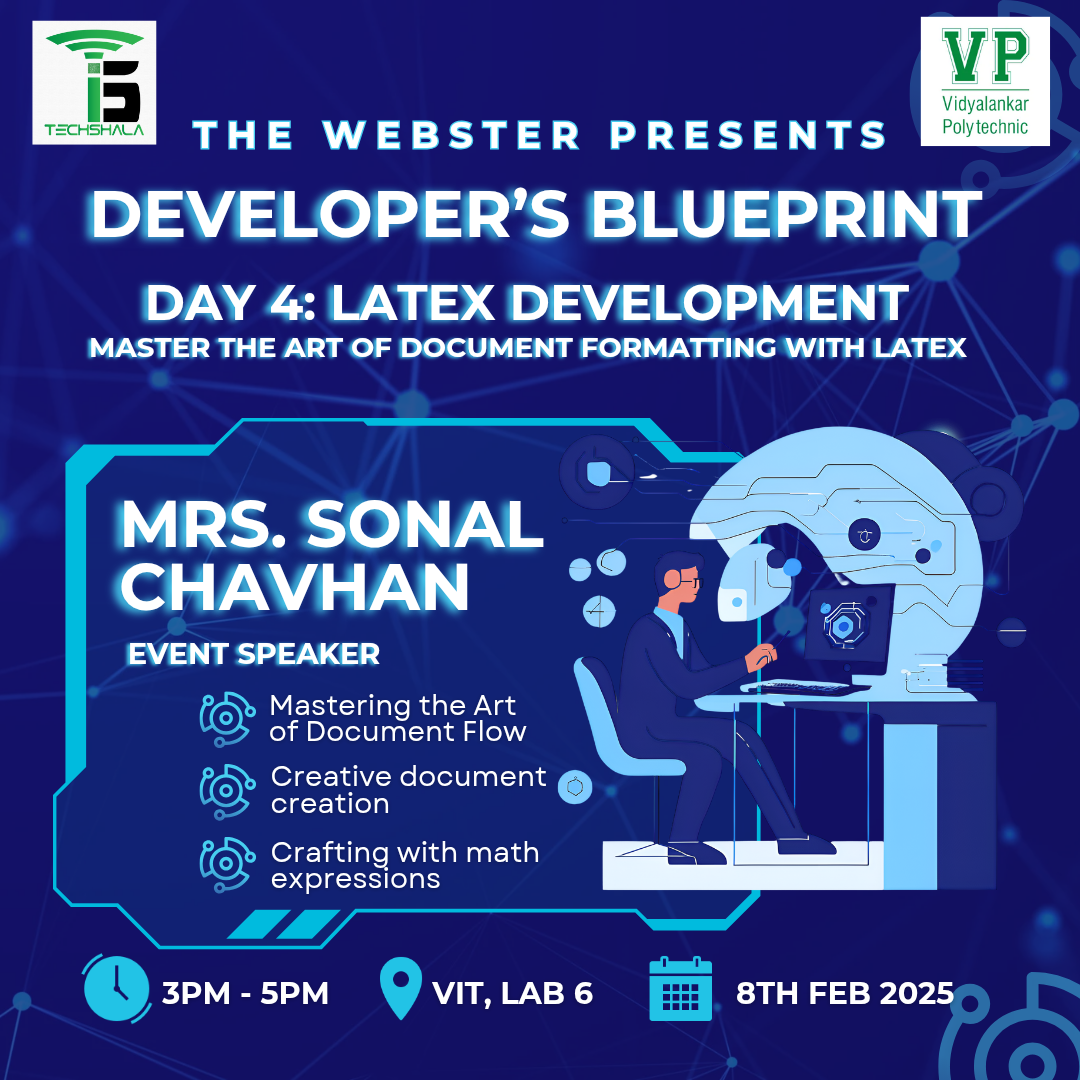 TECHSHALA
VP
Vidyalankar
Polytechnic
THE WEBSTER PRESENTS
DEVELOPER'S BLUEPRINT
DAY 4: LATEX DEVELOPMENT
MASTER THE ART OF DOCUMENT FORMATTING WITH LATEX
MRS. SONAL
CHAVHAN
EVENT SPEAKER
Mastering the Art
of Document Flow
Creative document
creation
Crafting with math
expressions
3PM - 5PM
VIT, LAB 6
8TH FEB 2025